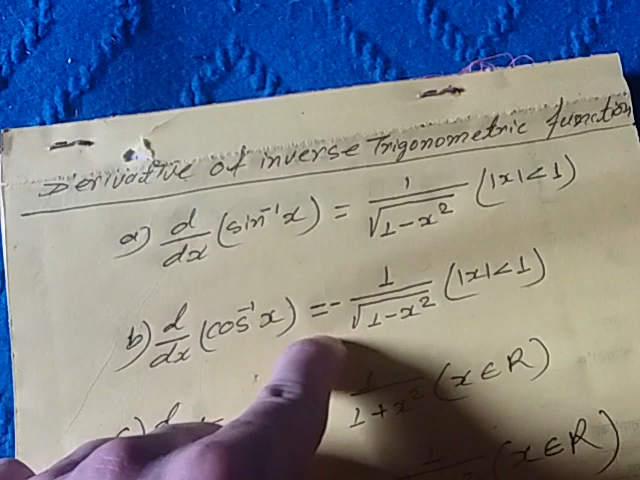 Derivative of inverse Trigonometric function
a) d/dx (sin⁻¹x) = 1/√(1-x²) (|x|<1)
b) d/dx (cos⁻¹x) = - 1/√(1-x²) (|x|<1)
c) d 1/(1+x²) (x∈R)
1 (x∈R)